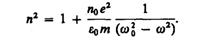 n² = 1 + n₀e²/ε₀m 1/(ω₀² − ω²).